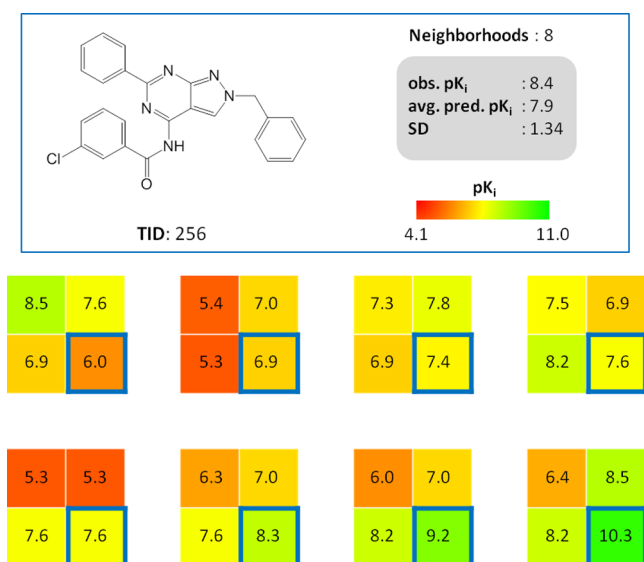 Neighborhoods : 8
obs. pKi : 8.4
avg. pred. pKi : 7.9
SD : 1.34
N
N
N
N
N
NH
Cl
O
pKi
4.1 11.0
TID: 256
8.5 7.6 5.4 7.0 7.3 7.8 7.5 6.9
6.9 6.0 5.3 6.9 6.9 7.4 8.2 7.6
5.3 5.3 6.3 7.0 6.0 7.0 6.4 8.5
7.6 7.6 7.6 8.3 8.2 9.2 8.2 10.3